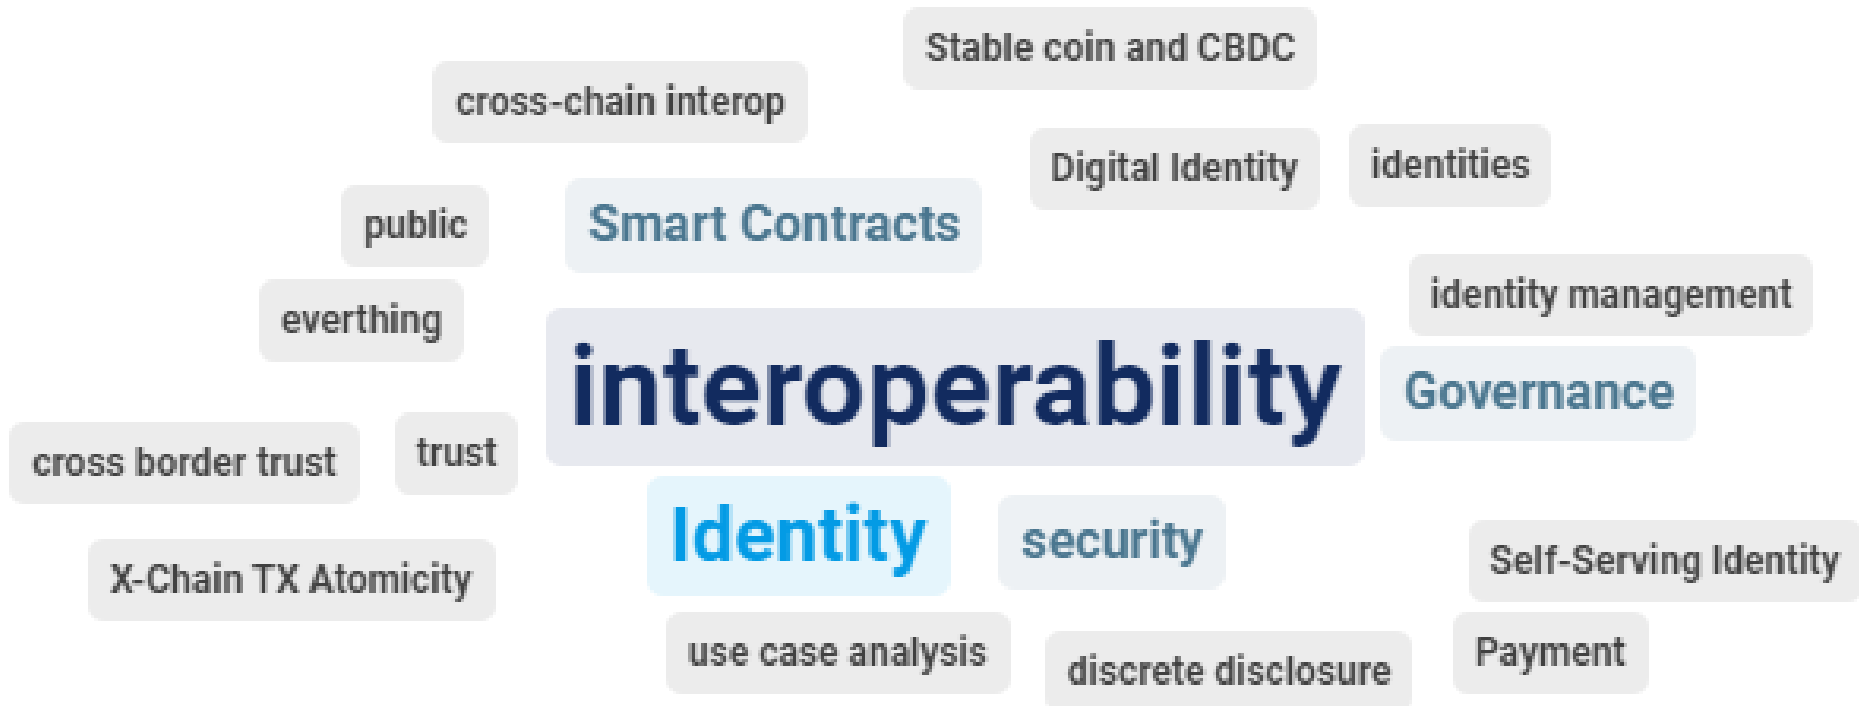 Stable coin and CBDC
cross-chain interop
Digital Identity
identities
public
Smart Contracts
identity management
everthing
interoperability
Governance
cross border trust
trust
Identity
security
Self-Serving Identity
X-Chain TX Atomicity
use case analysis
discrete disclosure
Payment